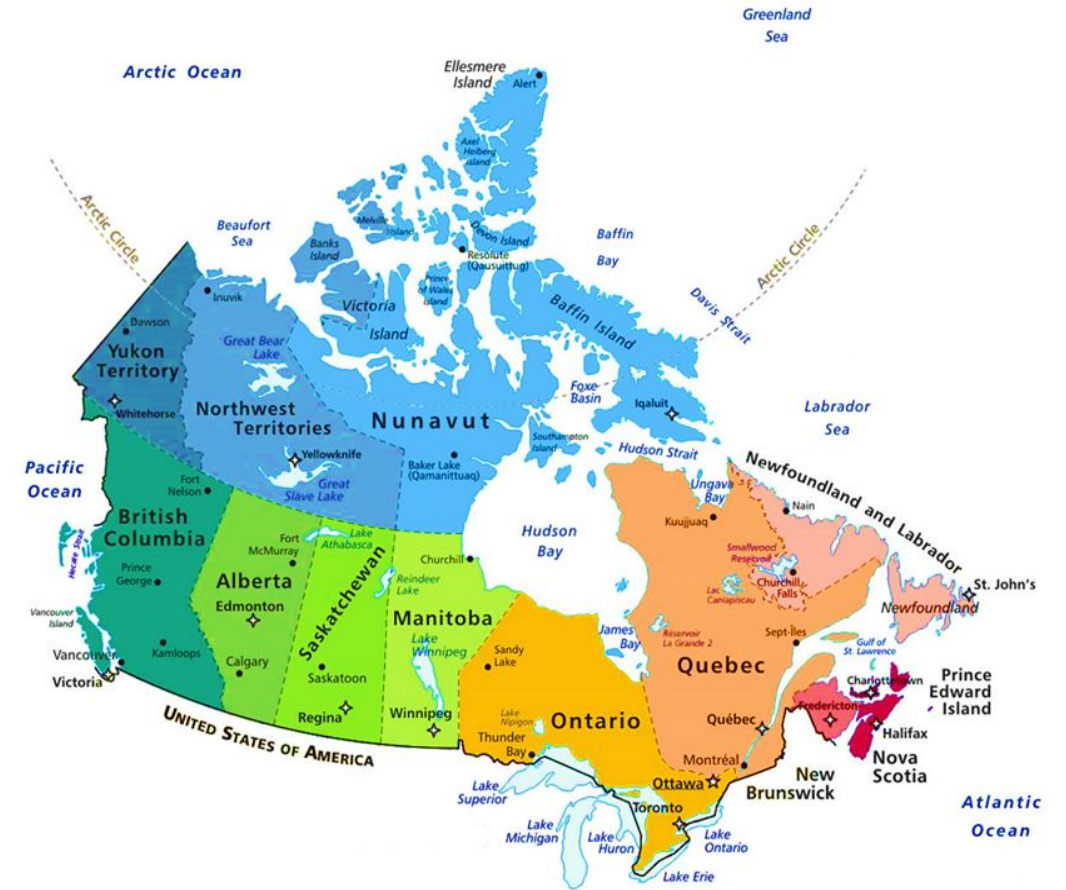 Greenland
Sea
Arctic Ocean
Ellesmere
Island
Alert
Axel
Heiberg
Island
Arctic Circle
Beaufort
Sea
Melville
Island
Devon Island
Banks
Island
Resolute
(Qausuittuq)
Baffin
Bay
Arctic Circle
Prince
of Wales
Island
Inuvik
Victoria
Island
Baffin Island
Davis Strait
Dawson
Yukon
Territory
Great Bear
Lake
Foxe
Basin
Iqaluit
Labrador
Sea
Whitehorse
Northwest
Territories
Nunavut
Southampton
Island
Hudson Strait
Yellowknife
Baker Lake
(Qamanittuaq)
Great
Slave Lake
Pacific
Ocean
Fort
Nelson
Ungava
Bay
Newfoundland and Labrador
Nain
Kuujjuaq
British
Columbia
Hecate Strait
Hudson
Bay
Fort
McMurray
Lake
Athabasca
Churchill
Smallwood
Reservoir
Churchill
Falls
Prince
George
Alberta
Edmonton
Saskatchewan
Reindeer
Lake
Lac
Caniapiscau
St. John's
Newfoundland
Vancouver
Island
Manitoba
Lake
Winnipeg
James
Bay
Réservoir
La Grande 2
Sept-Îles
Gulf of
St. Lawrence
Vancouver
Kamloops
Calgary
Saskatoon
Sandy
Lake
Quebec
Charlottetown
Prince
Edward
Island
Victoria
Regina
Winnipeg
Lake
Nipigon
Ontario
Québec
Fredericton
Halifax
United States of America
Thunder
Bay
Montréal
Nova
Scotia
New
Brunswick
Lake
Superior
Ottawa
Toronto
Atlantic
Ocean
Lake
Michigan
Lake
Huron
Lake
Ontario
Lake Erie